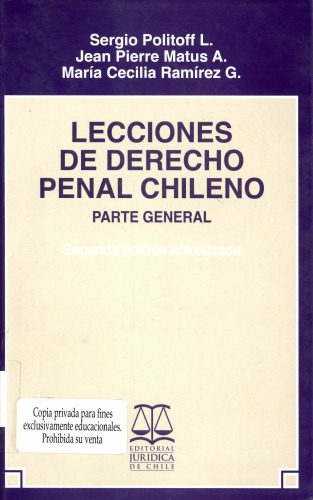 Sergio Politoff L.
Jean Pierre Matus A.
María Cecilia Ramírez G.
LECCIONES
DE DERECHO
PENAL CHILENO
PARTE GENERAL
Segunda edición actualizada
Copia privada para fines
exclusivamente educacionales.
Prohibida su venta
EDITORIAL
JURIDICA
DE CHILE